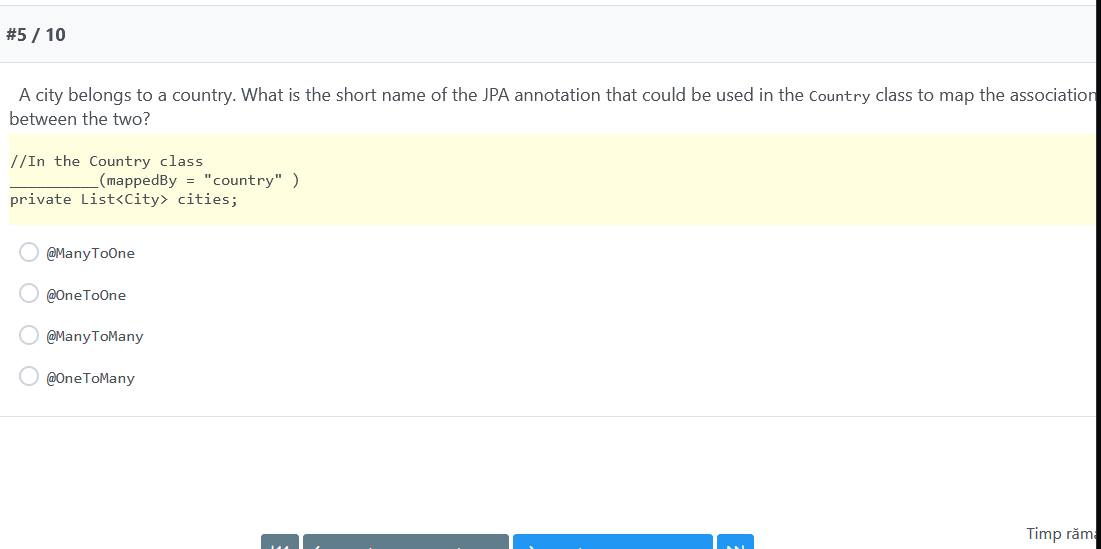 #5 / 10
A city belongs to a country. What is the short name of the JPA annotation that could be used in the Country class to map the association
between the two?
//In the Country class
__________(mappedBy = "country" )
private List<City> cities;
@ManyToOne
@OneToOne
@ManyToMany
@OneToMany
Timp